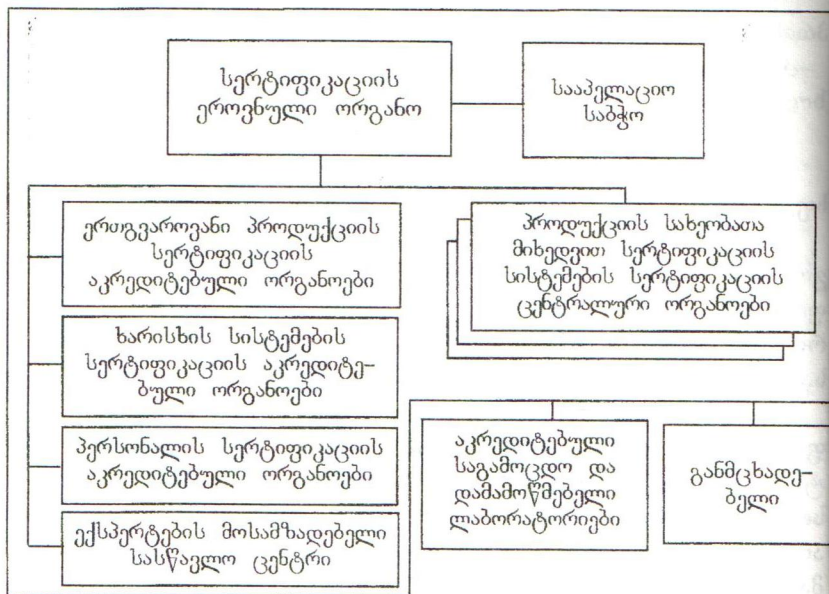 სერტიფიკაციის
ეროვნული ორგანო
სააპელაციო
საბჭო
ერთგვაროვანი პროდუქციის
სერტიფიკაციის
აკრედიტებული ორგანოები
ხარისხის სისტემების
სერტიფიკაციის აკრედიტე–
ბული ორგანოები
პერსონალის სერტიფიკაციის
აკრედიტებული ორგანოები
ექსპერტების მოსამზადებელი
სასწავლო ცენტრი
პროდუქციის სახეობათა
მიხედვით სერტიფიკაციის
სისტემების სერტიფიკაციის
ცენტრალური ორგანოები
აკრედიტებული
საგამოცდო და
დამამოწმებელი
ლაბორატორიები
განმცხადე–
ბელი